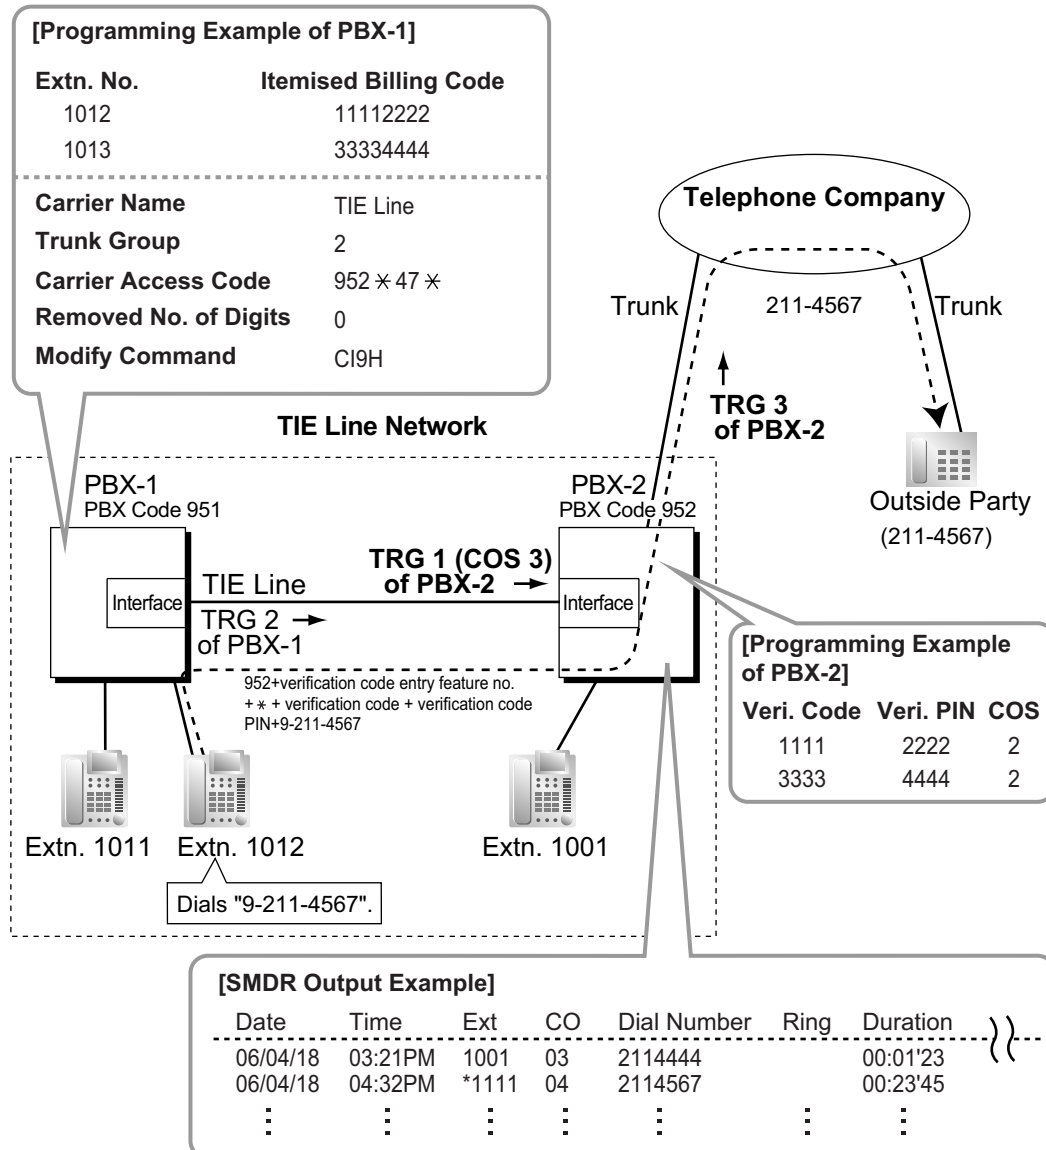 [Programming Example of PBX-1]
Extn. No. Itemised Billing Code
1012 11112222
1013 33334444
Carrier Name TIE Line
Trunk Group 2
Carrier Access Code 952*47*
Removed No. of Digits 0
Modify Command CI9H
Telephone Company
Trunk 211-4567 Trunk
TRG 3
of PBX-2
Outside Party
(211-4567)
TIE Line Network
PBX-1
PBX Code 951
PBX-2
PBX Code 952
Interface
TIE Line
TRG 1 (COS 3)
of PBX-2
Interface
TRG 2
of PBX-1
952+verification code entry feature no.
+ * + verification code + verification code
PIN+9-211-4567
[Programming Example
of PBX-2]
Veri. Code Veri. PIN COS
1111 2222 2
3333 4444 2
Extn. 1011 Extn. 1012 Extn. 1001
Dials "9-211-4567".
[SMDR Output Example]
Date Time Ext CO Dial Number Ring Duration
06/04/18 03:21PM 1001 03 2114444 00:01'23
06/04/18 04:32PM *1111 04 2114567 00:23'45